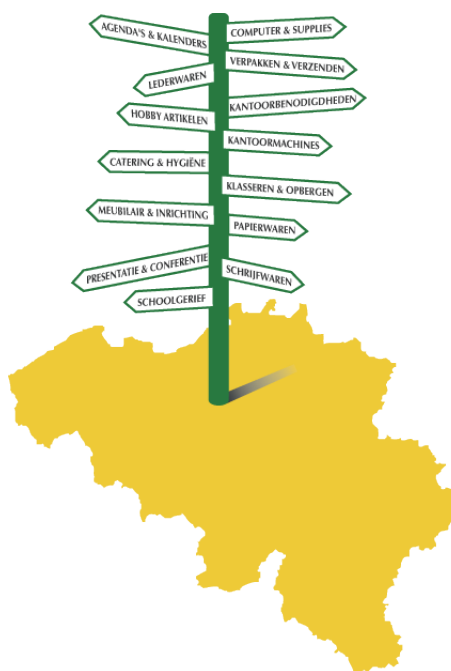 AGENDA'S & KALENDERS
COMPUTER & SUPPLIES
VERPAKKEN & VERZENDEN
LEDERWAREN
KANTOORBENODIGDHEDEN
HOBBY ARTIKELEN
KANTOORMACHINES
CATERING & HYGIËNE
KLASSEREN & OPBERGEN
MEUBILAIR & INRICHTING
PAPIERWAREN
PRESENTATIE & CONFERENTIE
SCHRIJFWAREN
SCHOOLGERIEF